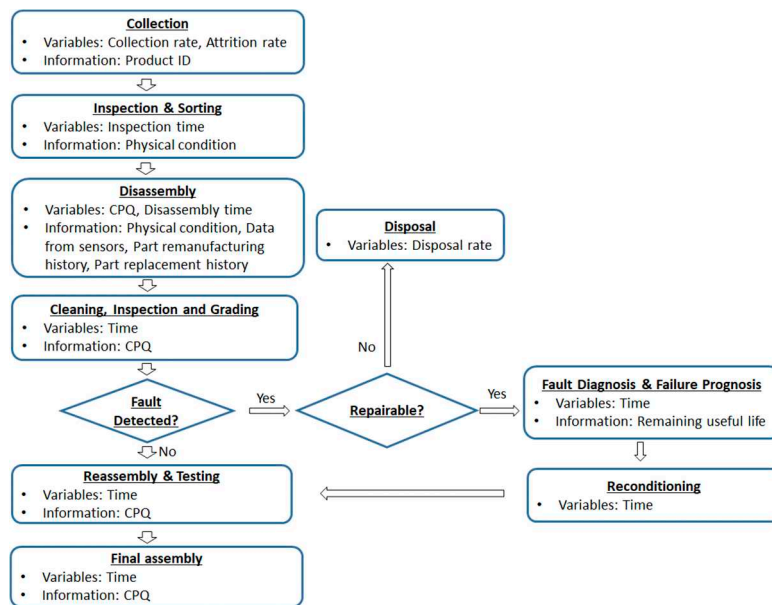 Collection
• Variables: Collection rate, Attrition rate
• Information: Product ID
Inspection & Sorting
• Variables: Inspection time
• Information: Physical condition
Disassembly
• Variables: CPQ, Disassembly time
• Information: Physical condition, Data
from sensors, Part remanufacturing
history, Part replacement history
Disposal
• Variables: Disposal rate
Cleaning, Inspection and Grading
• Variables: Time
• Information: CPQ
No
Fault
Detected?
Yes
Repairable?
Yes
Fault Diagnosis & Failure Prognosis
• Variables: Time
• Information: Remaining useful life
No
Reassembly & Testing
• Variables: Time
• Information: CPQ
Reconditioning
• Variables: Time
Final assembly
• Variables: Time
• Information: CPQ